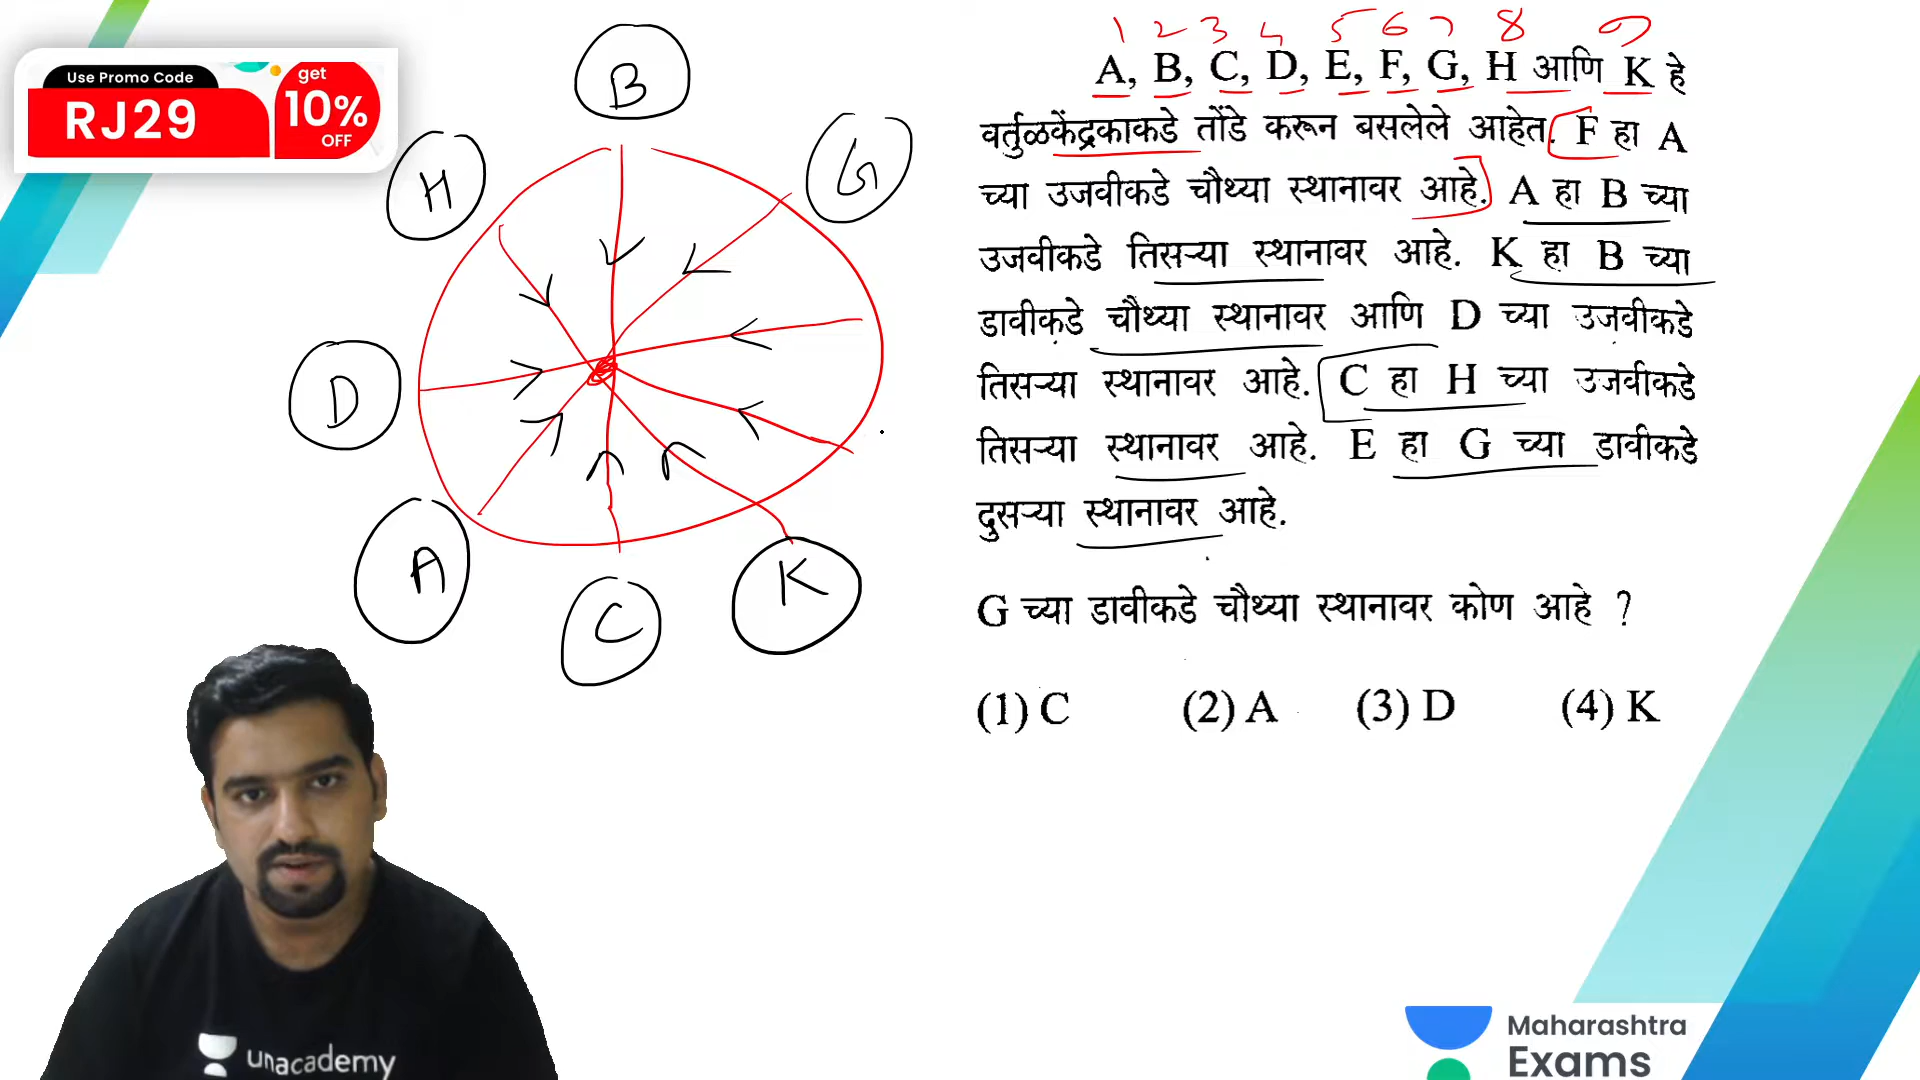 Use Promo Code
RJ29
get
10%
OFF
B
G
H
D
A
C
K
1 2 3 4 5 6 7 8 9
A, B, C, D, E, F, G, H आणि K हे
वर्तुळकेंद्रकाकडे तोंडे करून बसलेले आहेत. F हा A
च्या उजवीकडे चौथ्या स्थानावर आहे. A हा B च्या
उजवीकडे तिसऱ्या स्थानावर आहे. K हा B च्या
डावीकडे चौथ्या स्थानावर आणि D च्या उजवीकडे
तिसऱ्या स्थानावर आहे. C हा H च्या उजवीकडे
तिसऱ्या स्थानावर आहे. E हा G च्या डावीकडे
दुसऱ्या स्थानावर आहे.
G च्या डावीकडे चौथ्या स्थानावर कोण आहे ?
(1) C (2) A (3) D (4) K
unacademy
Maharashtra
Exams